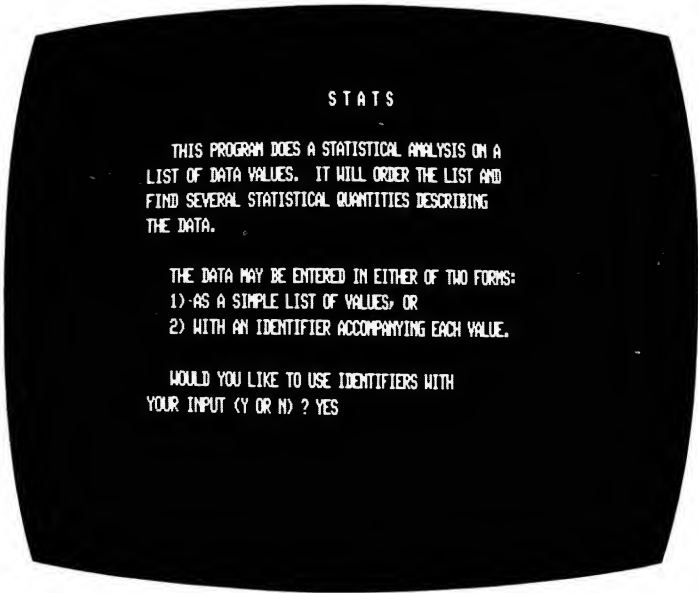 S T A T S
THIS PROGRAM DOES A STATISTICAL ANALYSIS ON A
LIST OF DATA VALUES. IT WILL ORDER THE LIST AND
FIND SEVERAL STATISTICAL QUANTITIES DESCRIBING
THE DATA.
THE DATA MAY BE ENTERED IN EITHER OF TWO FORMS:
1) AS A SIMPLE LIST OF VALUES, OR
2) WITH AN IDENTIFIER ACCOMPANYING EACH VALUE.
WOULD YOU LIKE TO USE IDENTIFIERS WITH
YOUR INPUT (Y OR N) ? YES